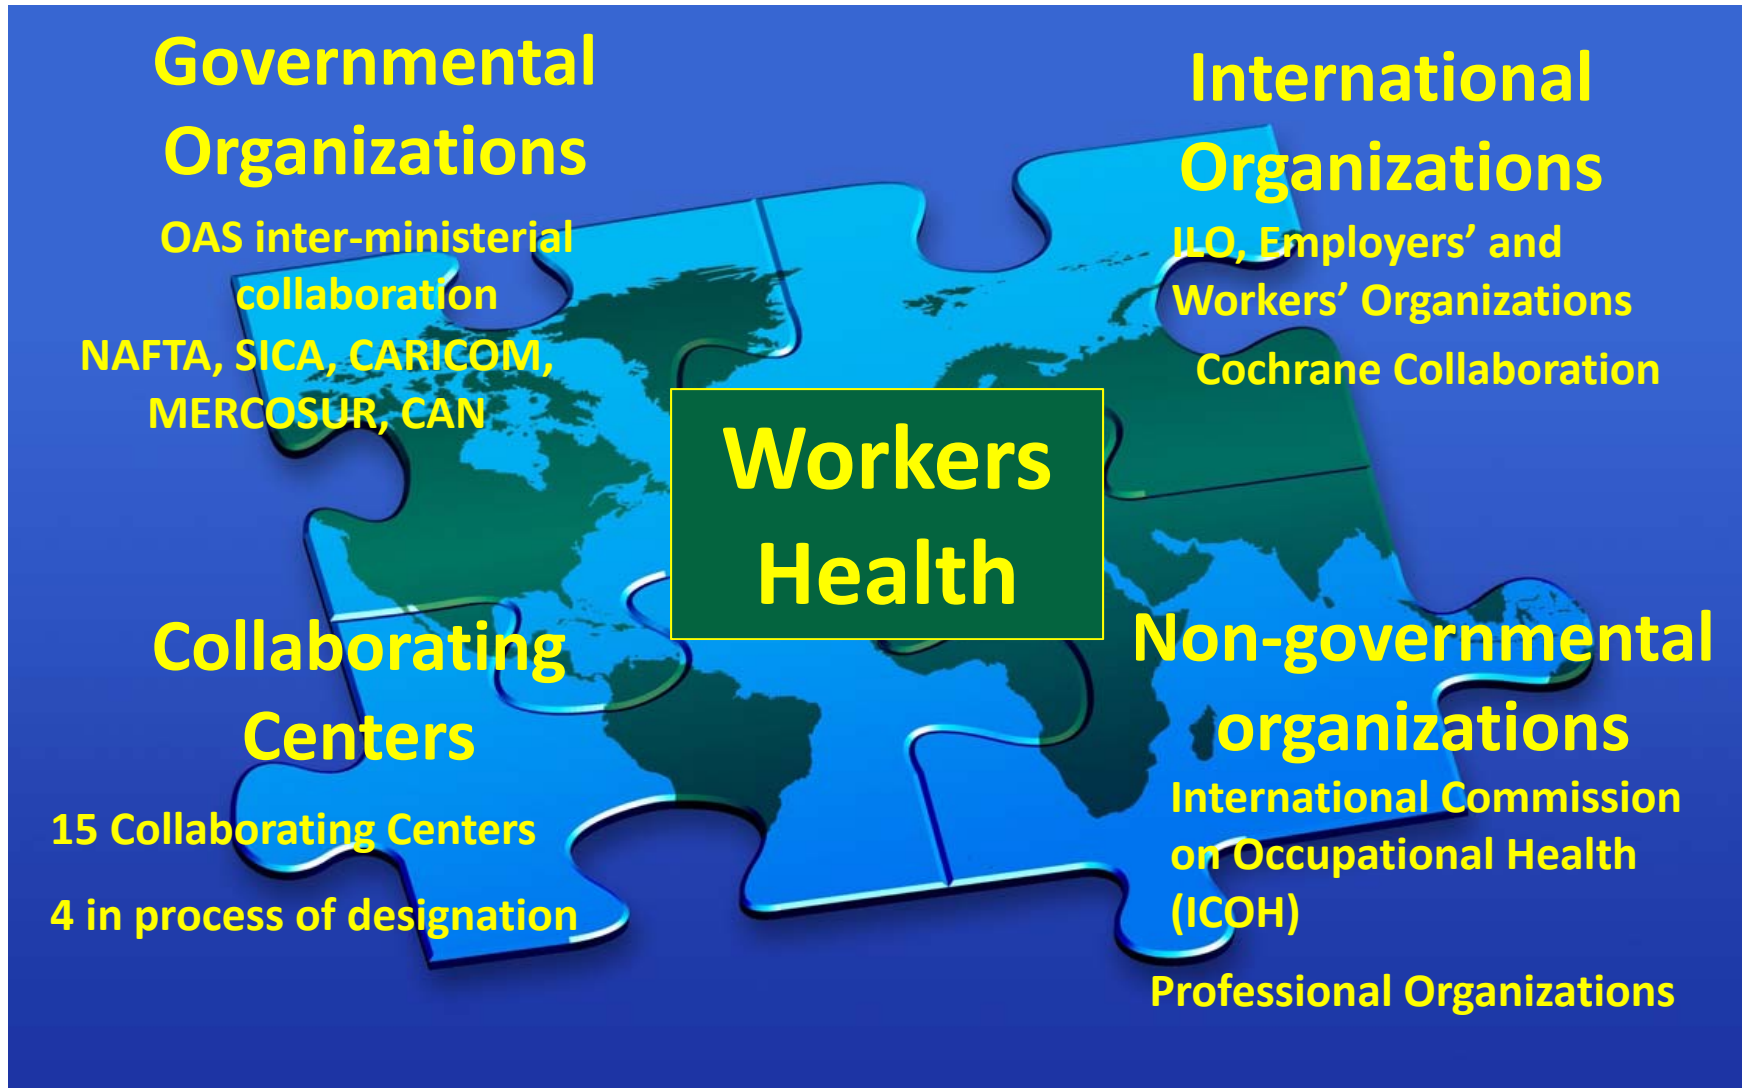 Governmental
Organizations
OAS inter-ministerial
collaboration
NAFTA, SICA, CARICOM,
MERCOSUR, CAN
International
Organizations
ILO, Employers’ and
Workers’ Organizations
Cochrane Collaboration
Workers
Health
Collaborating
Centers
15 Collaborating Centers
4 in process of designation
Non-governmental
organizations
International Commission
on Occupational Health
(ICOH)
Professional Organizations